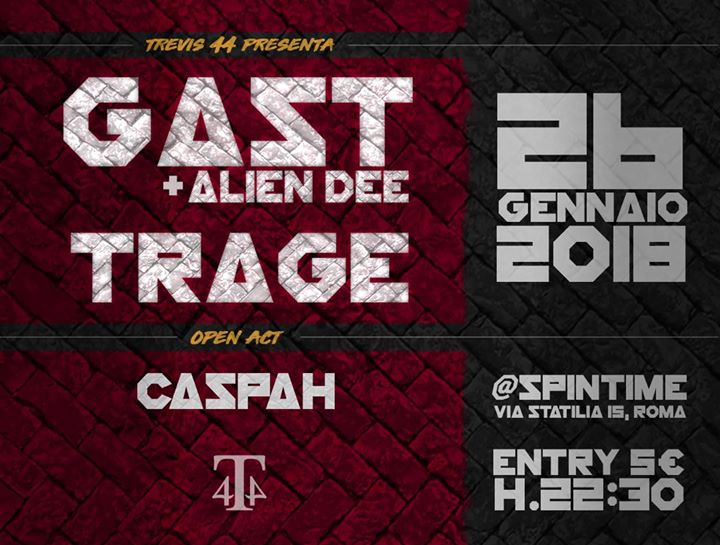 TREVIS 44 PRESENTA
GAST
+ ALIEN DEE
TRAGE
26
GENNAIO
2018
OPEN ACT
CASPAH
T
44
@SPINTIME
VIA STATILIA 15, ROMA
ENTRY 5€
H.22:30